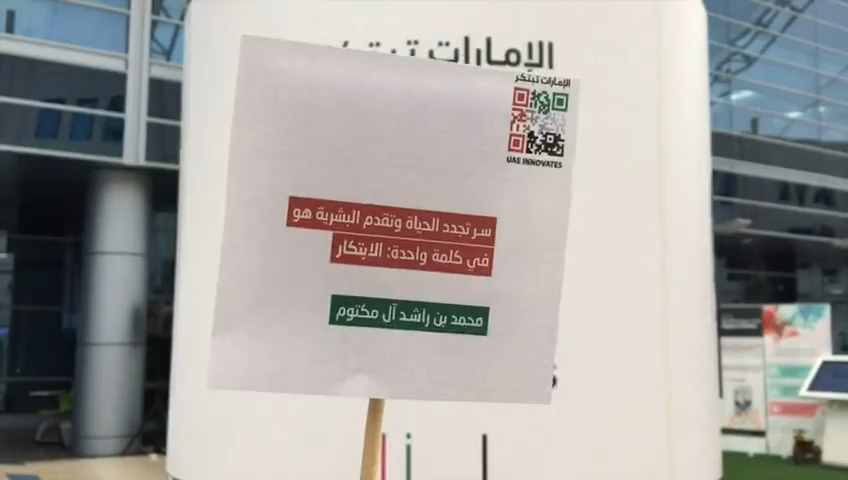 الإمارات
الإمارات تبتكر
UAE INNOVATES
سر تجدد الحياة وتقدم البشرية هو
في كلمة واحدة: الابتكار
محمد بن راشد آل مكتوم